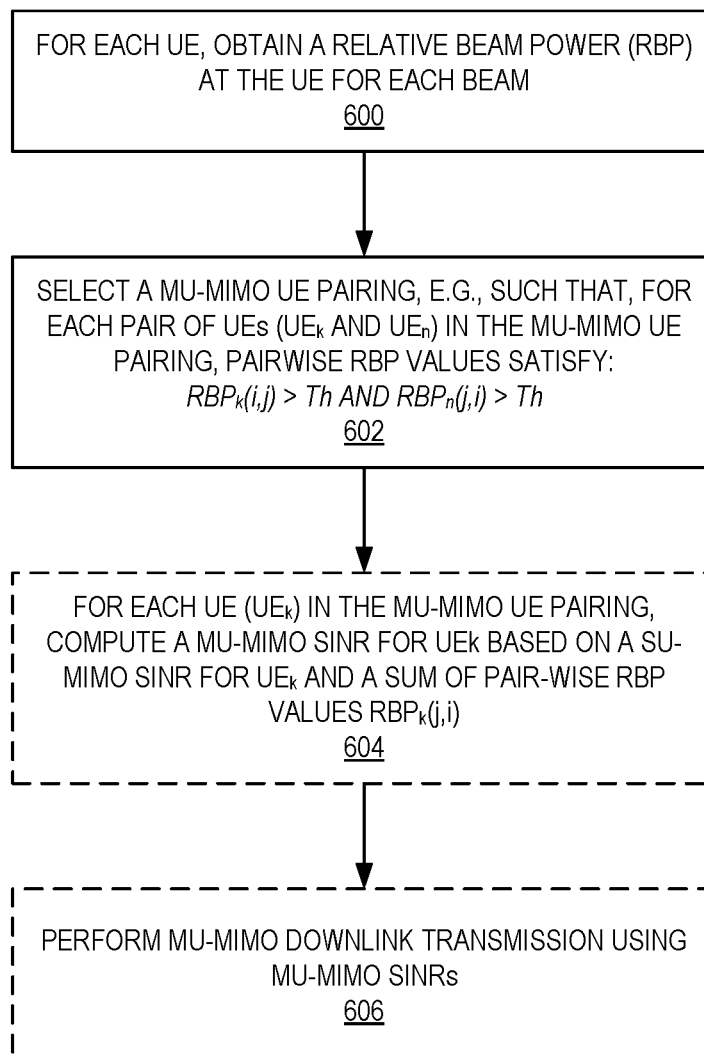 FOR EACH UE, OBTAIN A RELATIVE BEAM POWER (RBP)
AT THE UE FOR EACH BEAM
600
SELECT A MU-MIMO UE PAIRING, E.G., SUCH THAT, FOR
EACH PAIR OF UEs (UEk AND UEn) IN THE MU-MIMO UE
PAIRING, PAIRWISE RBP VALUES SATISFY:
RBPk(i,j) > Th AND RBPn(j,i) > Th
602
FOR EACH UE (UEk) IN THE MU-MIMO UE PAIRING,
COMPUTE A MU-MIMO SINR FOR UEk BASED ON A SU-
MIMO SINR FOR UEk AND A SUM OF PAIR-WISE RBP
VALUES RBPk(j,i)
604
PERFORM MU-MIMO DOWNLINK TRANSMISSION USING
MU-MIMO SINRs
606